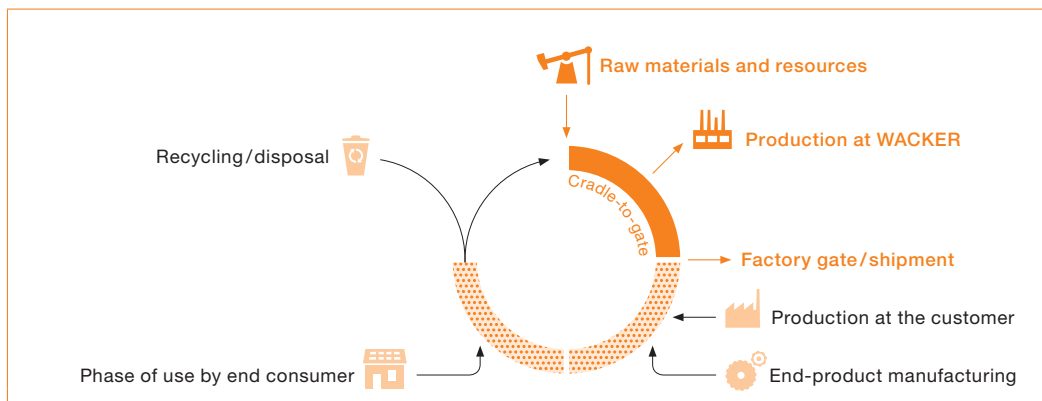 Raw materials and resources
Production at WACKER
Recycling/disposal
Cradle-to-gate
Factory gate/shipment
Production at the customer
Phase of use by end consumer
End-product manufacturing